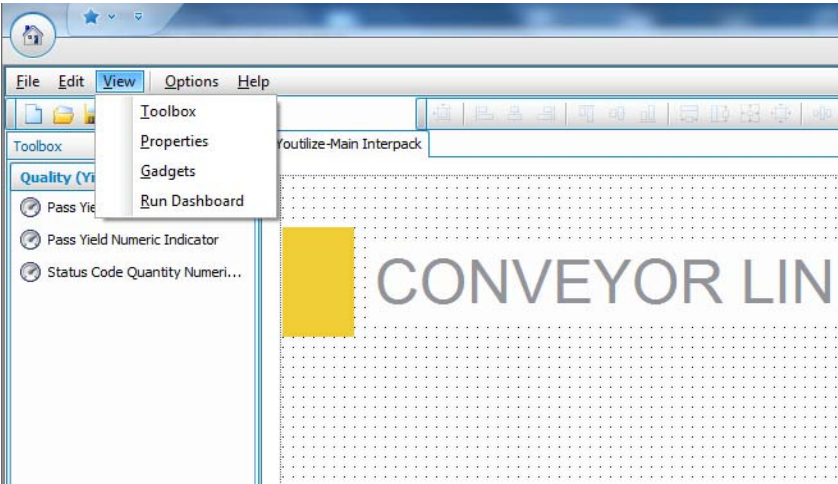 File Edit View Options Help
Toolbox
Properties
Gadgets
Run Dashboard
Toolbox
Youtilize-Main Interpack
Quality (Yi
Pass Yie
Pass Yield Numeric Indicator
Status Code Quantity Numeri...
CONVEYOR LIN